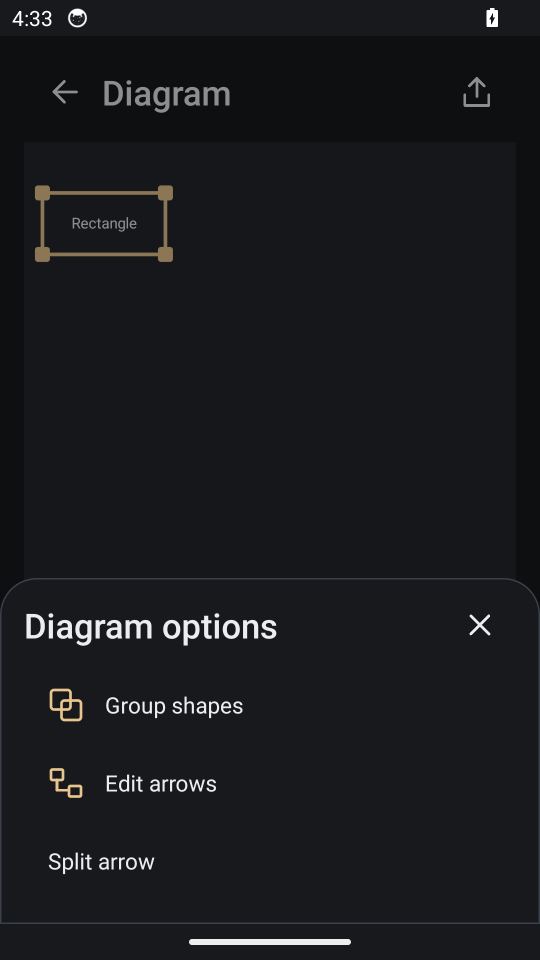 4:33
Diagram
Rectangle
Diagram options
Group shapes
Edit arrows
Split arrow